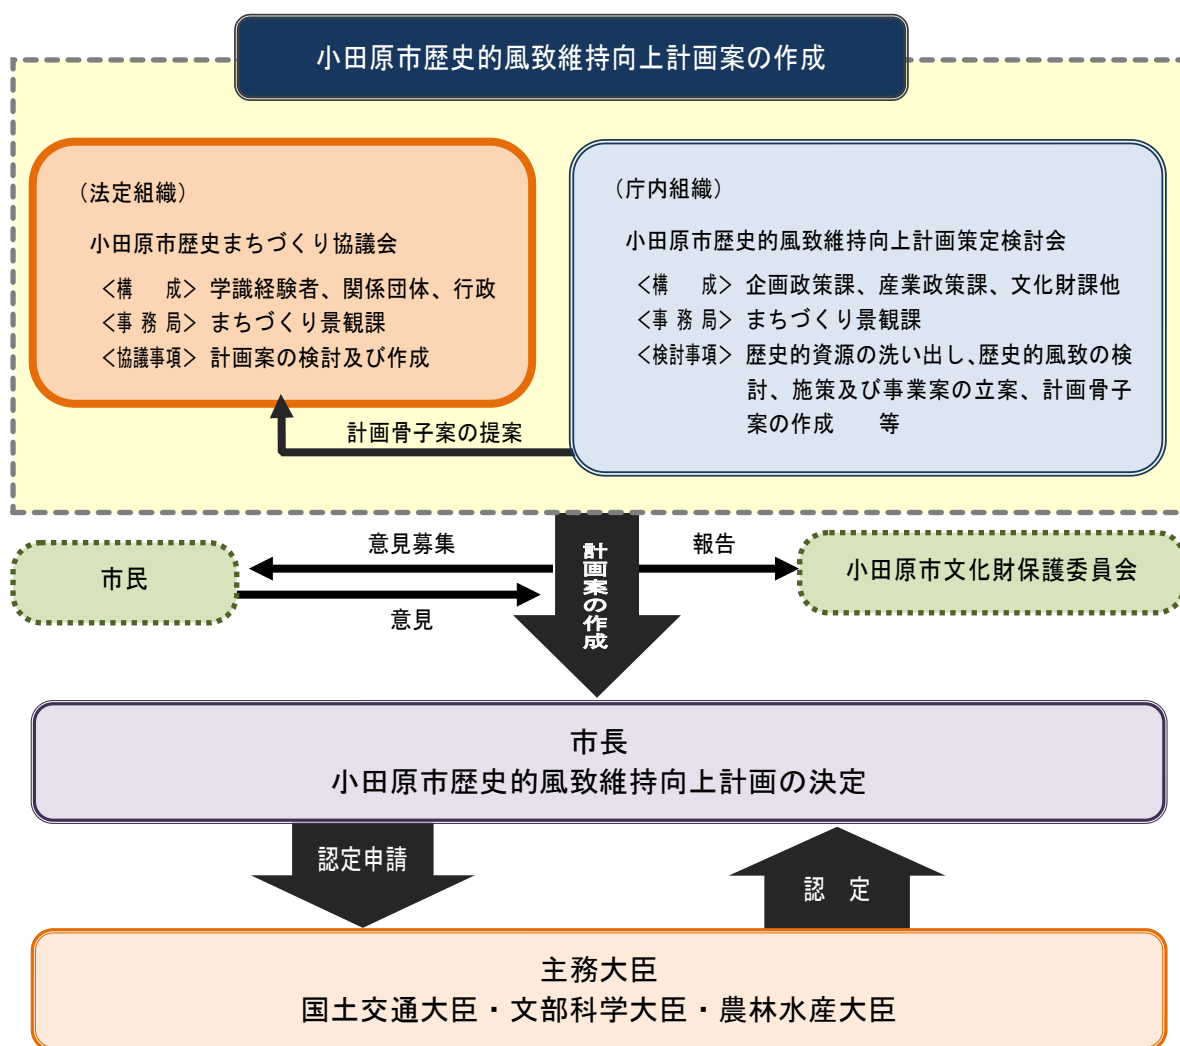 小田原市歴史的風致維持向上計画案の作成
（法定組織）
小田原市歴史まちづくり協議会
＜構　成＞ 学識経験者、関係団体、行政
＜事務局＞ まちづくり景観課
＜協議事項＞ 計画案の検討及び作成
（庁内組織）
小田原市歴史的風致維持向上計画策定検討会
＜構　成＞ 企画政策課、産業政策課、文化財課他
＜事務局＞ まちづくり景観課
＜検討事項＞ 歴史的資源の洗い出し、歴史的風致の検
討、施策及び事業案の立案、計画骨子
案の作成　等
計画骨子案の提案
計画案の作成
意見募集
報告
市民
小田原市文化財保護委員会
意見
市長
小田原市歴史的風致維持向上計画の決定
認定申請
認　定
主務大臣
国土交通大臣・文部科学大臣・農林水産大臣